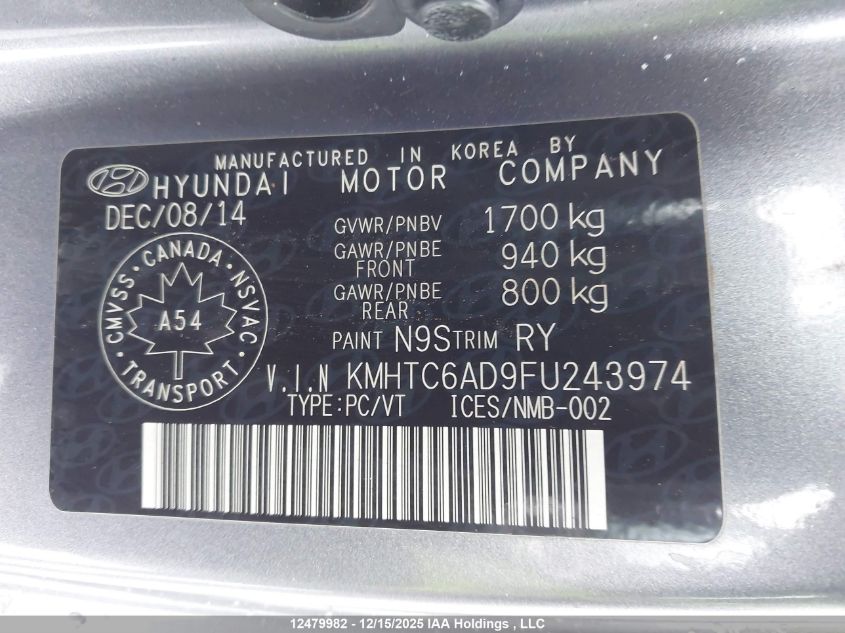 MANUFACTURED IN KOREA BY
HYUNDAI MOTOR COMPANY
DEC/08/14
GVWR/PNBV 1700 kg
GAWR/PNBE FRONT 940 kg
GAWR/PNBE REAR 800 kg
PAINT N9S TRIM RY
CMVSS · CANADA · NSVAC · TRANSPORT ·
A54
V.I.N KMHTC6AD9FU243974
TYPE:PC/VT ICES/NMB-002
12479982 - 12/15/2025 IAA Holdings , LLC